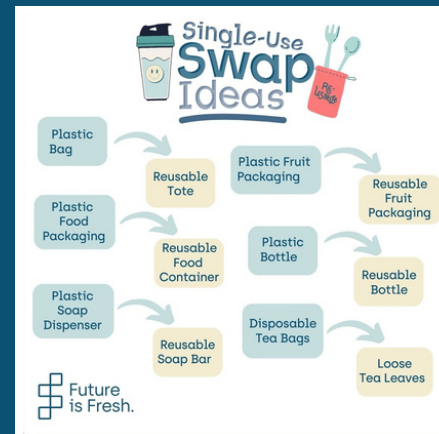 Single-Use
Swap
Ideas
Plastic
Bag
Reusable
Tote
Plastic
Food
Packaging
Reusable
Food
Container
Plastic
Soap
Dispenser
Reusable
Soap Bar
Plastic Fruit
Packaging
Reusable
Fruit
Packaging
Plastic
Bottle
Reusable
Bottle
Disposable
Tea Bags
Loose
Tea Leaves
Future
is Fresh.